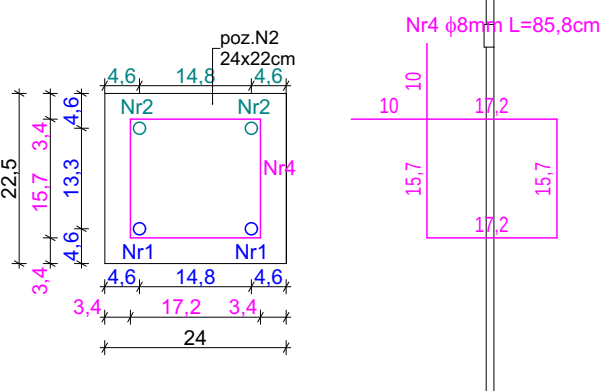 Nr4 ϕ8mm L=85,8cm
poz.N2
24x22cm
4,6 14,8 4,6
Nr2 Nr2
4,6
3,4
22,5
15,7
13,3
4,6
3,4
Nr4
Nr1 Nr1
4,6 14,8 4,6
3,4 17,2 3,4
24
10
10 17,2
15,7
15,7
17,2